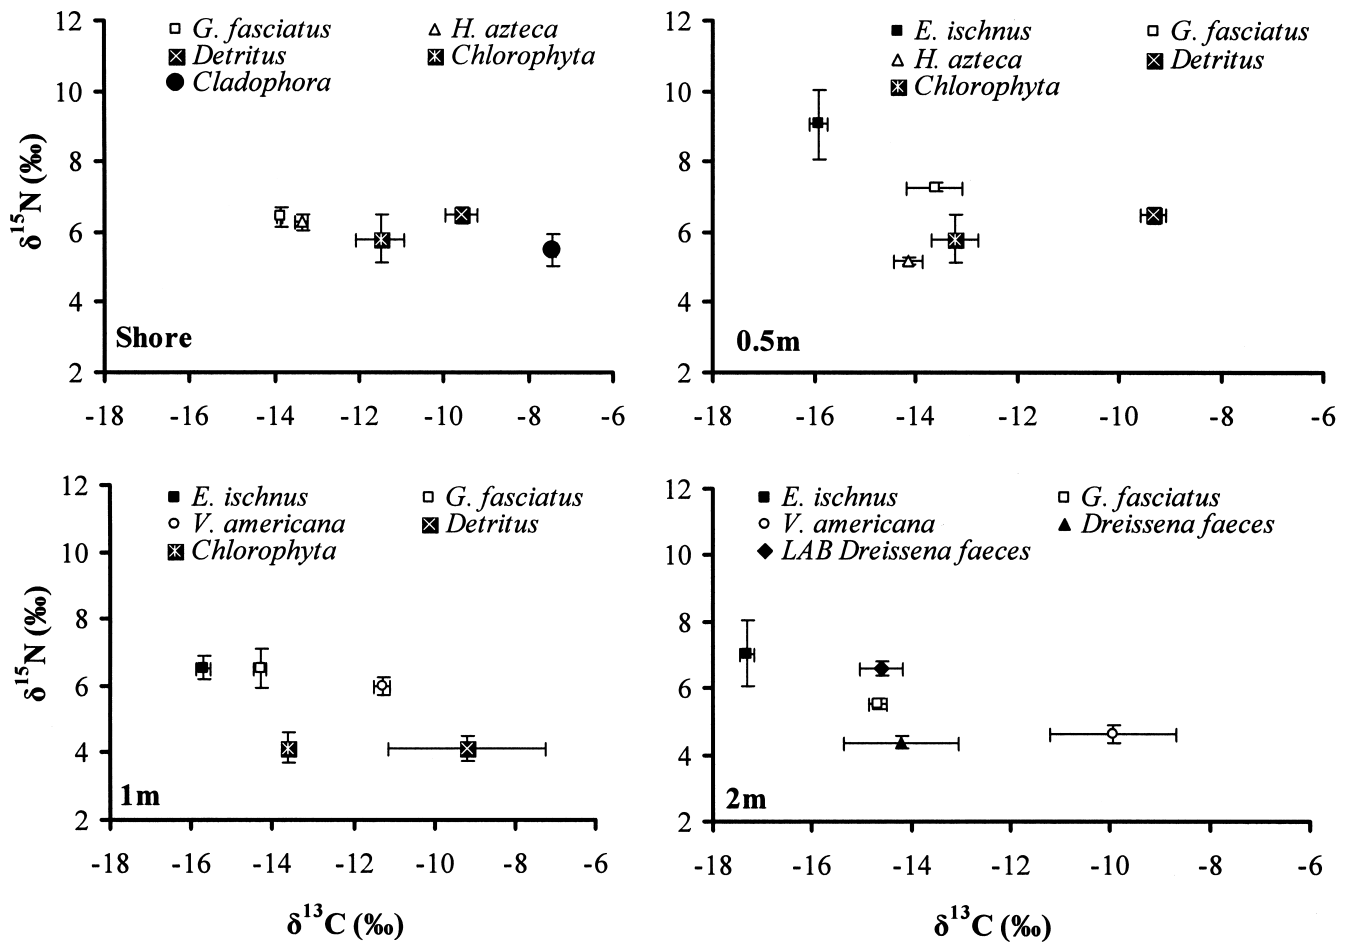 12
G. fasciatus H. azteca
Detritus Chlorophyta
Cladophora
10
8
6
4
2
δ15N (‰)
Shore
-18 -16 -14 -12 -10 -8 -6
12
E. ischnus G. fasciatus
H. azteca Detritus
Chlorophyta
10
8
6
4
2
0.5m
-18 -16 -14 -12 -10 -8 -6
12
E. ischnus G. fasciatus
V. americana Detritus
Chlorophyta
10
8
6
4
2
δ15N (‰)
1m
-18 -16 -14 -12 -10 -8 -6
δ13C (‰)
12
E. ischnus G. fasciatus
V. americana Dreissena faeces
LAB Dreissena faeces
10
8
6
4
2
2m
-18 -16 -14 -12 -10 -8 -6
δ13C (‰)